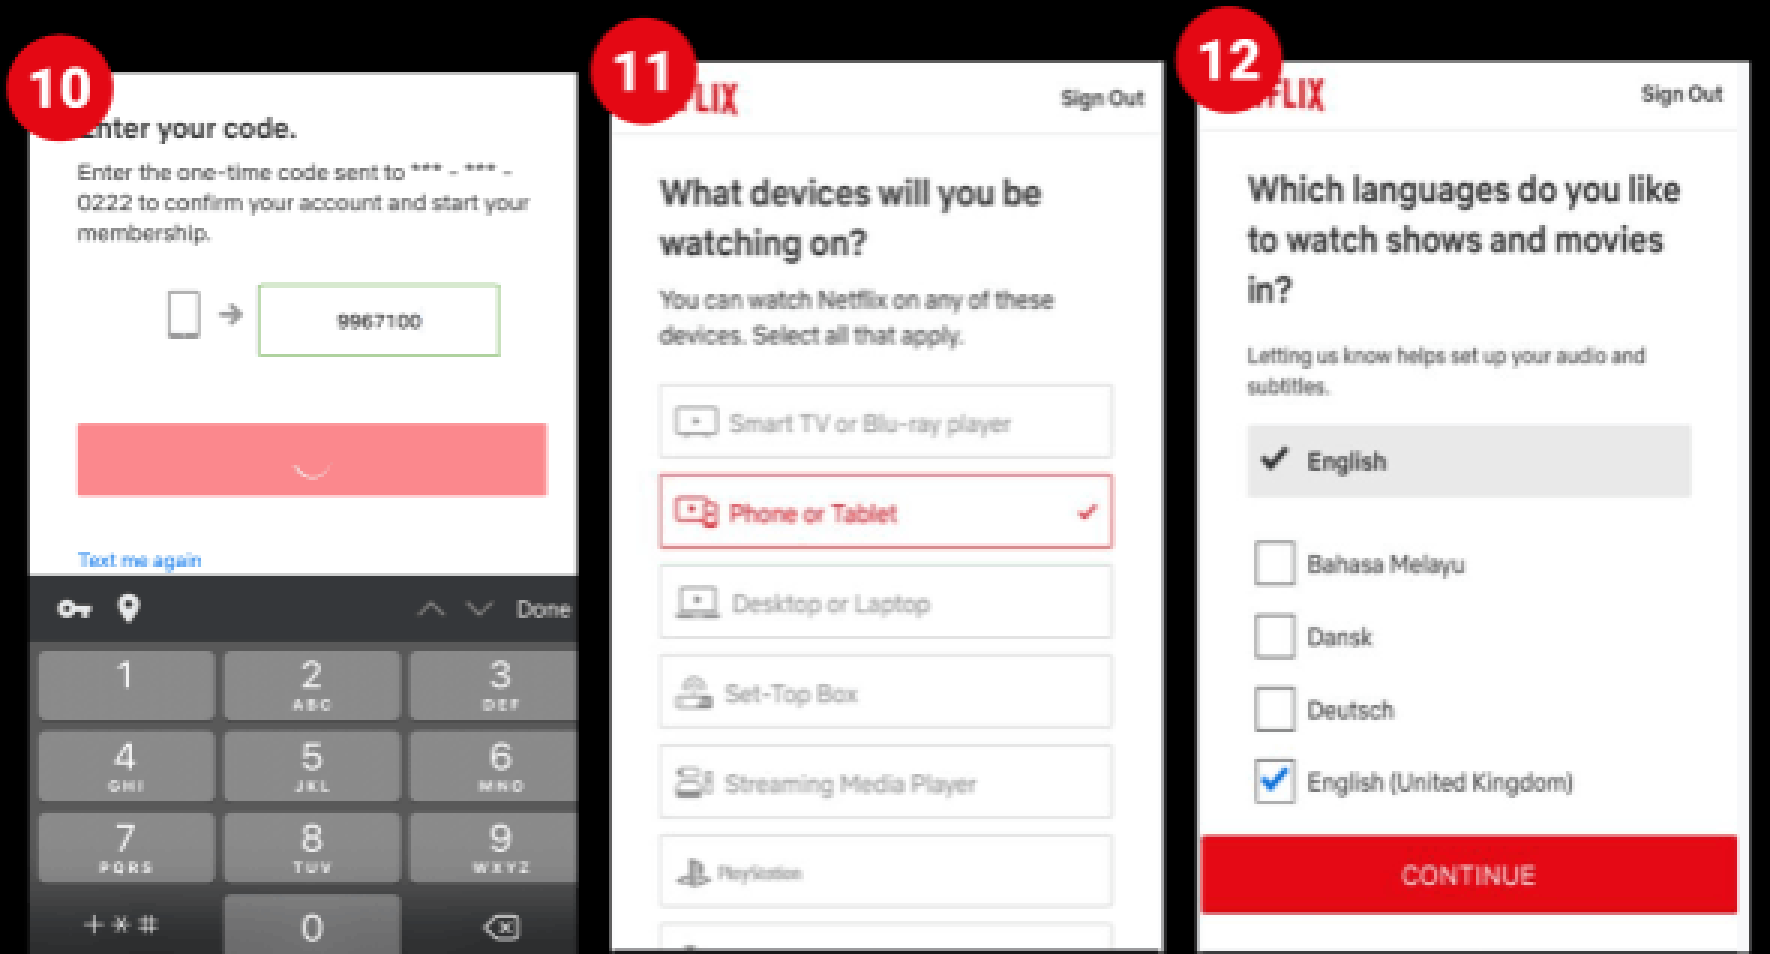 10
Enter your code.
Enter the one-time code sent to *** - *** -
0222 to confirm your account and start your
membership.
9967100
Text me again
Done
1
2
ABC
3
DEF
4
GHI
5
JKL
6
MNO
7
PQRS
8
TUV
9
WXYZ
+*#
0
11
LIX
Sign Out
What devices will you be
watching on?
You can watch Netflix on any of these
devices. Select all that apply.
Smart TV or Blu-ray player
Phone or Tablet
Desktop or Laptop
Set-Top Box
Streaming Media Player
PlayStation
12
FLIX
Sign Out
Which languages do you like
to watch shows and movies
in?
Letting us know helps set up your audio and
subtitles.
English
Bahasa Melayu
Dansk
Deutsch
English (United Kingdom)
CONTINUE